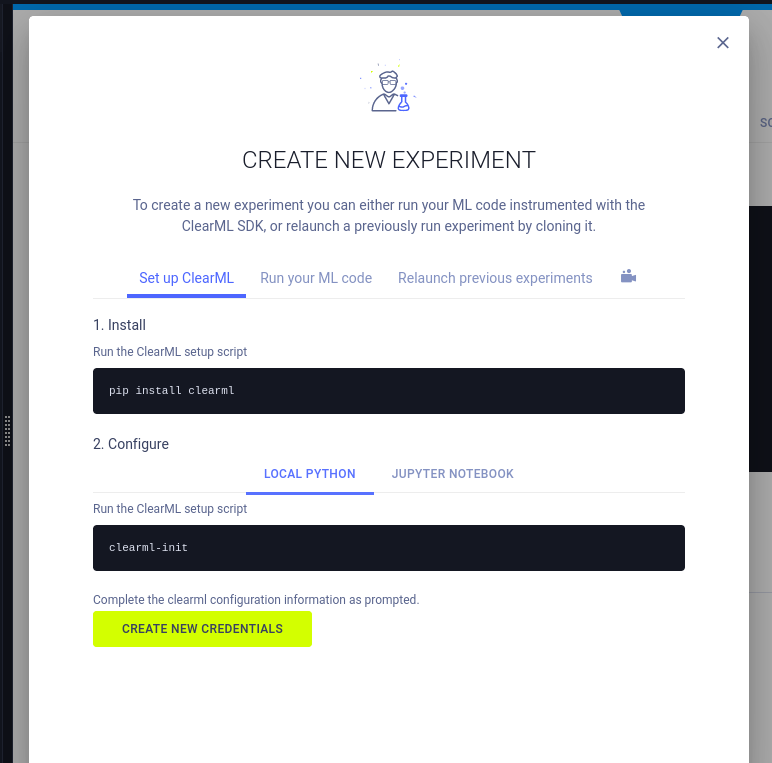 CREATE NEW EXPERIMENT
To create a new experiment you can either run your ML code instrumented with the
ClearML SDK, or relaunch a previously run experiment by cloning it.
Set up ClearML
Run your ML code
Relaunch previous experiments
1. Install
Run the ClearML setup script
pip install clearml
2. Configure
LOCAL PYTHON
JUPYTER NOTEBOOK
Run the ClearML setup script
clearml-init
Complete the clearml configuration information as prompted.
CREATE NEW CREDENTIALS